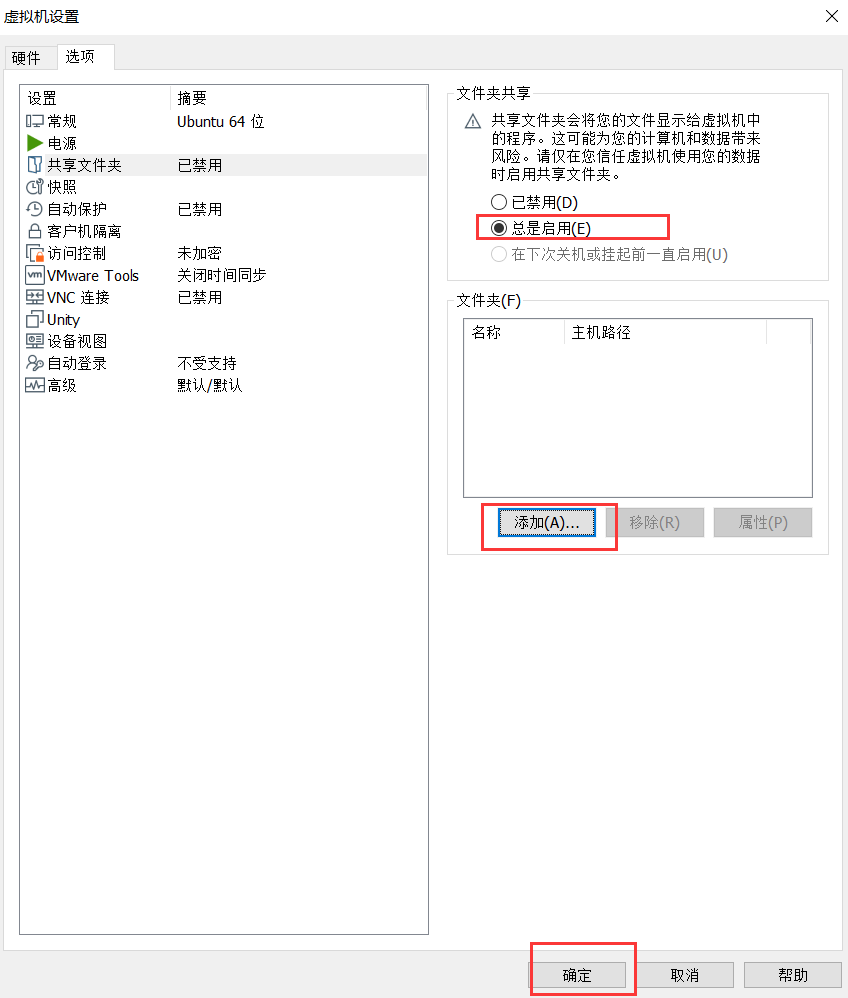 虚拟机设置
硬件 选项
设置 摘要
常规 Ubuntu 64 位
电源
共享文件夹 已禁用
快照
自动保护 已禁用
客户机隔离
访问控制 未加密
vm VMware Tools 关闭时间同步
VNC 连接 已禁用
Unity
设备视图
自动登录 不受支持
高级 默认/默认
文件夹共享
共享文件夹会将您的文件显示给虚拟机中
的程序。这可能为您的计算机和数据带来
风险。请仅在您信任虚拟机使用您的数据
时启用共享文件夹。
已禁用(D)
总是启用(E)
在下次关机或挂起前一直启用(U)
文件夹(F)
名称 主机路径
添加(A)... 移除(R) 属性(P)
确定 取消 帮助